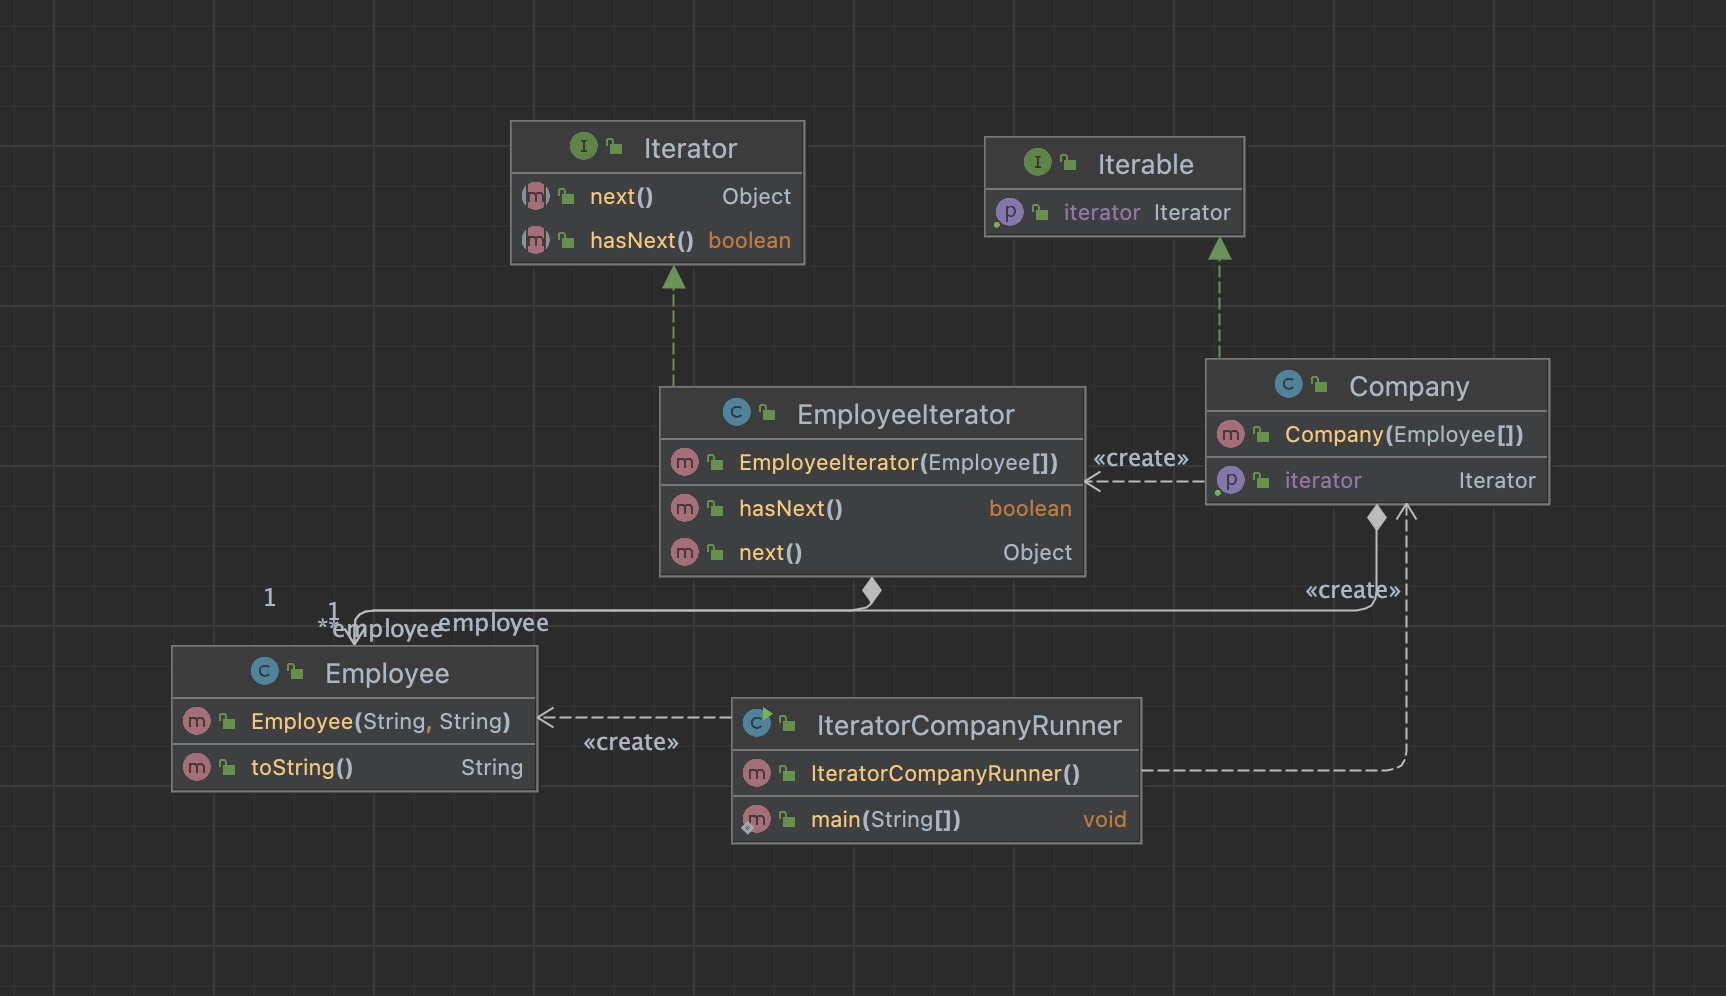 Iterator
next() Object
hasNext() boolean
Iterable
iterator Iterator
EmployeeIterator
EmployeeIterator(Employee[])
hasNext() boolean
next() Object
«create»
Company
Company(Employee[])
iterator Iterator
«create»
1
1
*
*
employee
employee
Employee
Employee(String, String)
toString() String
«create»
IteratorCompanyRunner
IteratorCompanyRunner()
main(String[]) void